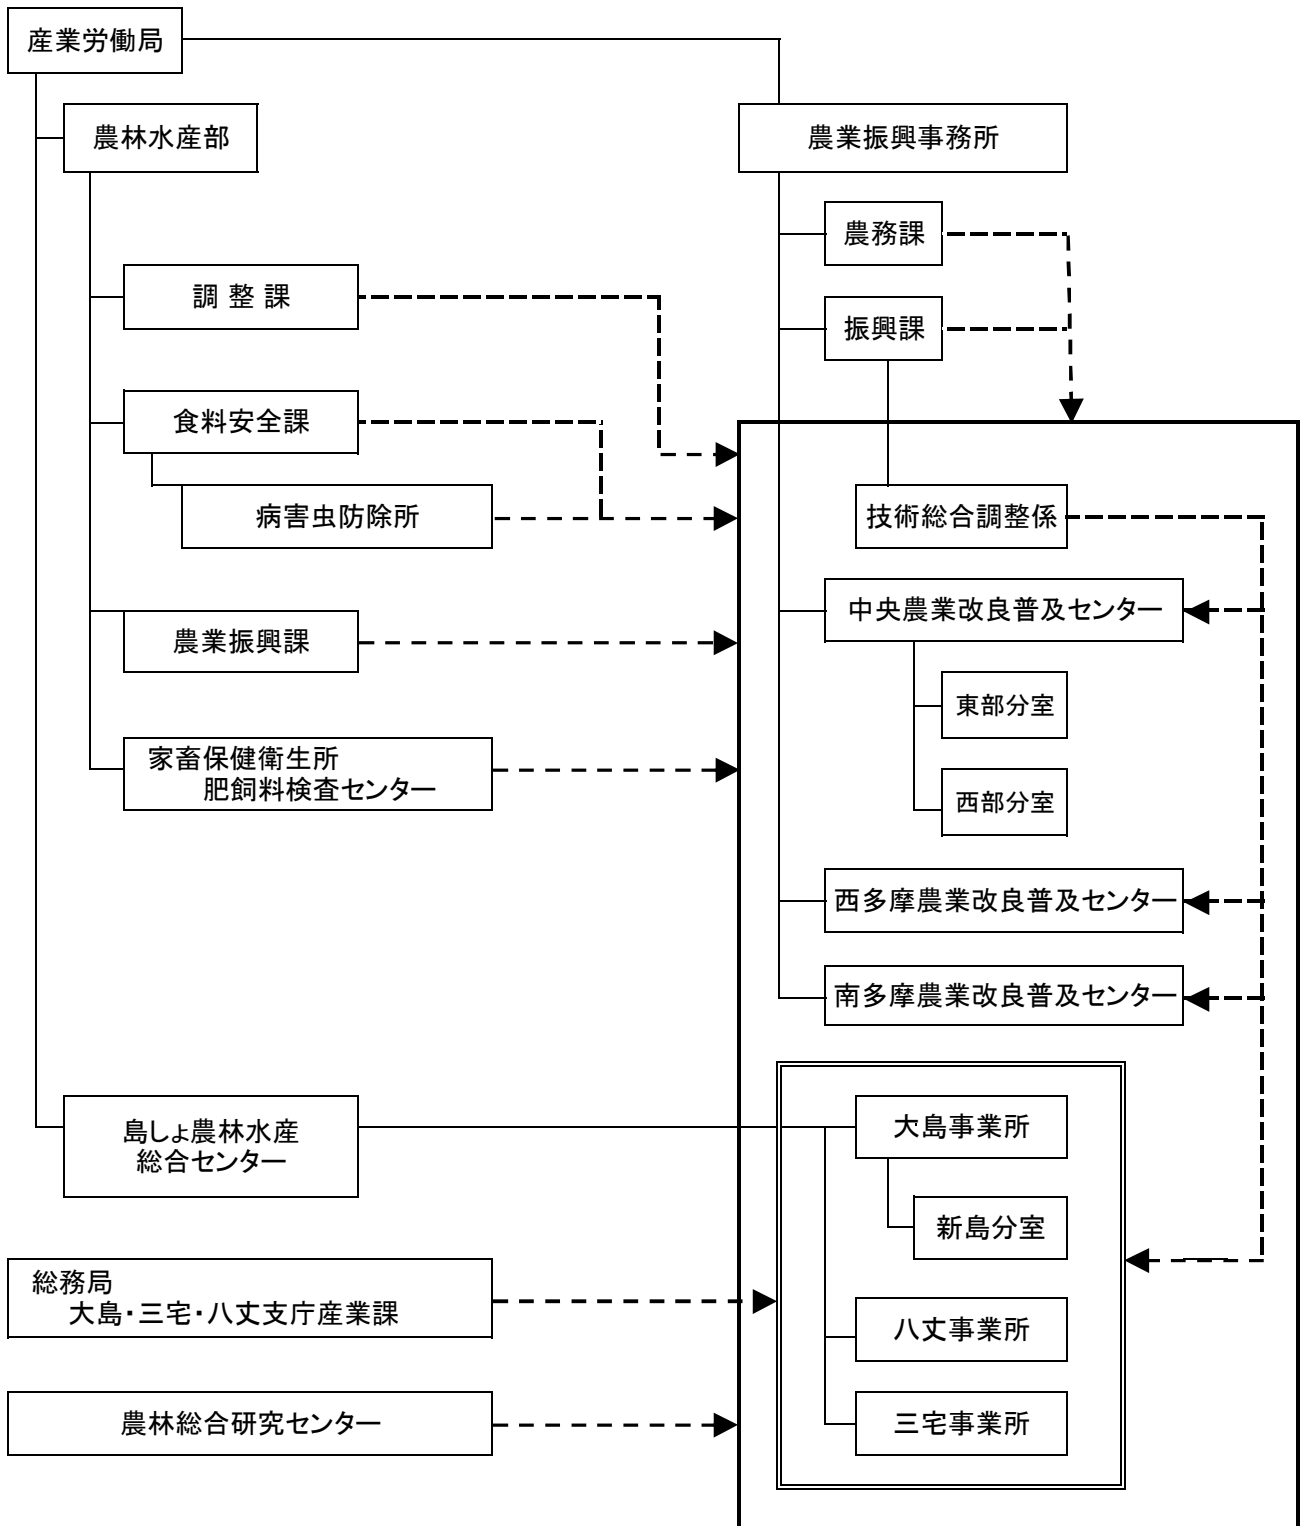 産業労働局
農林水産部
農業振興事務所
農務課
調 整 課
振興課
食料安全課
病害虫防除所
技術総合調整係
中央農業改良普及センター
農業振興課
東部分室
家畜保健衛生所
肥飼料検査センター
西部分室
西多摩農業改良普及センター
南多摩農業改良普及センター
島しょ農林水産
総合センター
大島事業所
新島分室
総務局
大島・三宅・八丈支庁産業課
八丈事業所
農林総合研究センター
三宅事業所